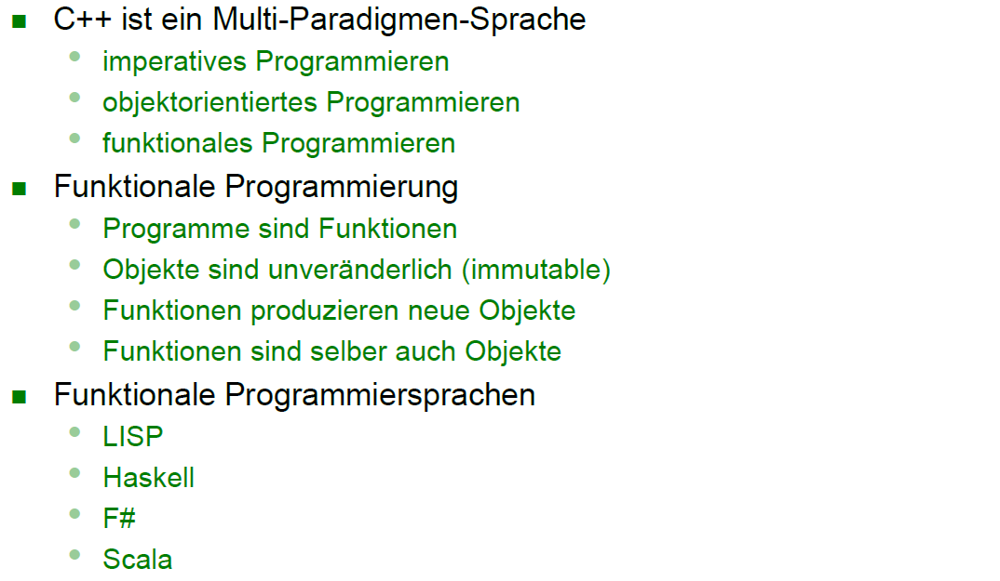 C++ ist ein Multi-Paradigmen-Sprache
imperatives Programmieren
objektorientiertes Programmieren
funktionales Programmieren
Funktionale Programmierung
Programme sind Funktionen
Objekte sind unveränderlich (immutable)
Funktionen produzieren neue Objekte
Funktionen sind selber auch Objekte
Funktionale Programmiersprachen
LISP
Haskell
F#
Scala